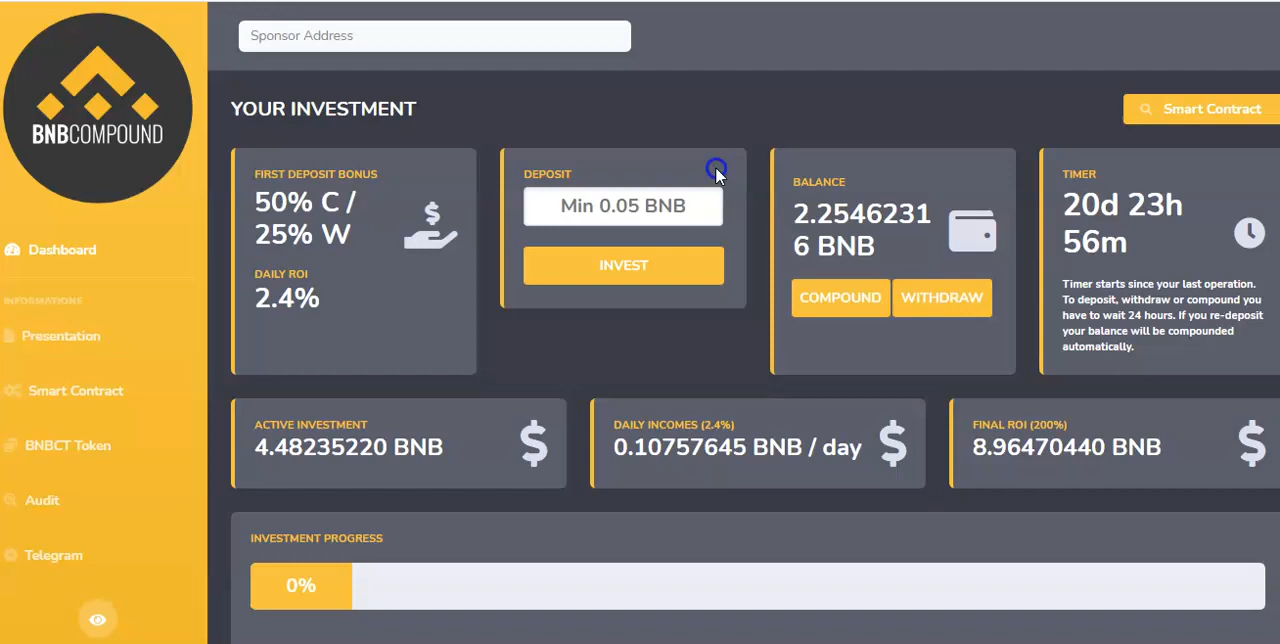 Sponsor Address
BNBCOMPOUND
Dashboard
INFORMATIONS
Presentation
Smart Contract
BNBCT Token
Audit
Telegram
YOUR INVESTMENT
Smart Contract
FIRST DEPOSIT BONUS
50% C /
25% W
DAILY ROI
2.4%
DEPOSIT
Min 0.05 BNB
INVEST
BALANCE
2.2546231
6 BNB
COMPOUND
WITHDRAW
TIMER
20d 23h
56m
Timer starts since your last operation.
To deposit, withdraw or compound you
have to wait 24 hours. If you re-deposit
your balance will be compounded
automatically.
ACTIVE INVESTMENT
4.48235220 BNB
DAILY INCOMES (2.4%)
0.10757645 BNB / day
FINAL ROI (200%)
8.96470440 BNB
INVESTMENT PROGRESS
0%